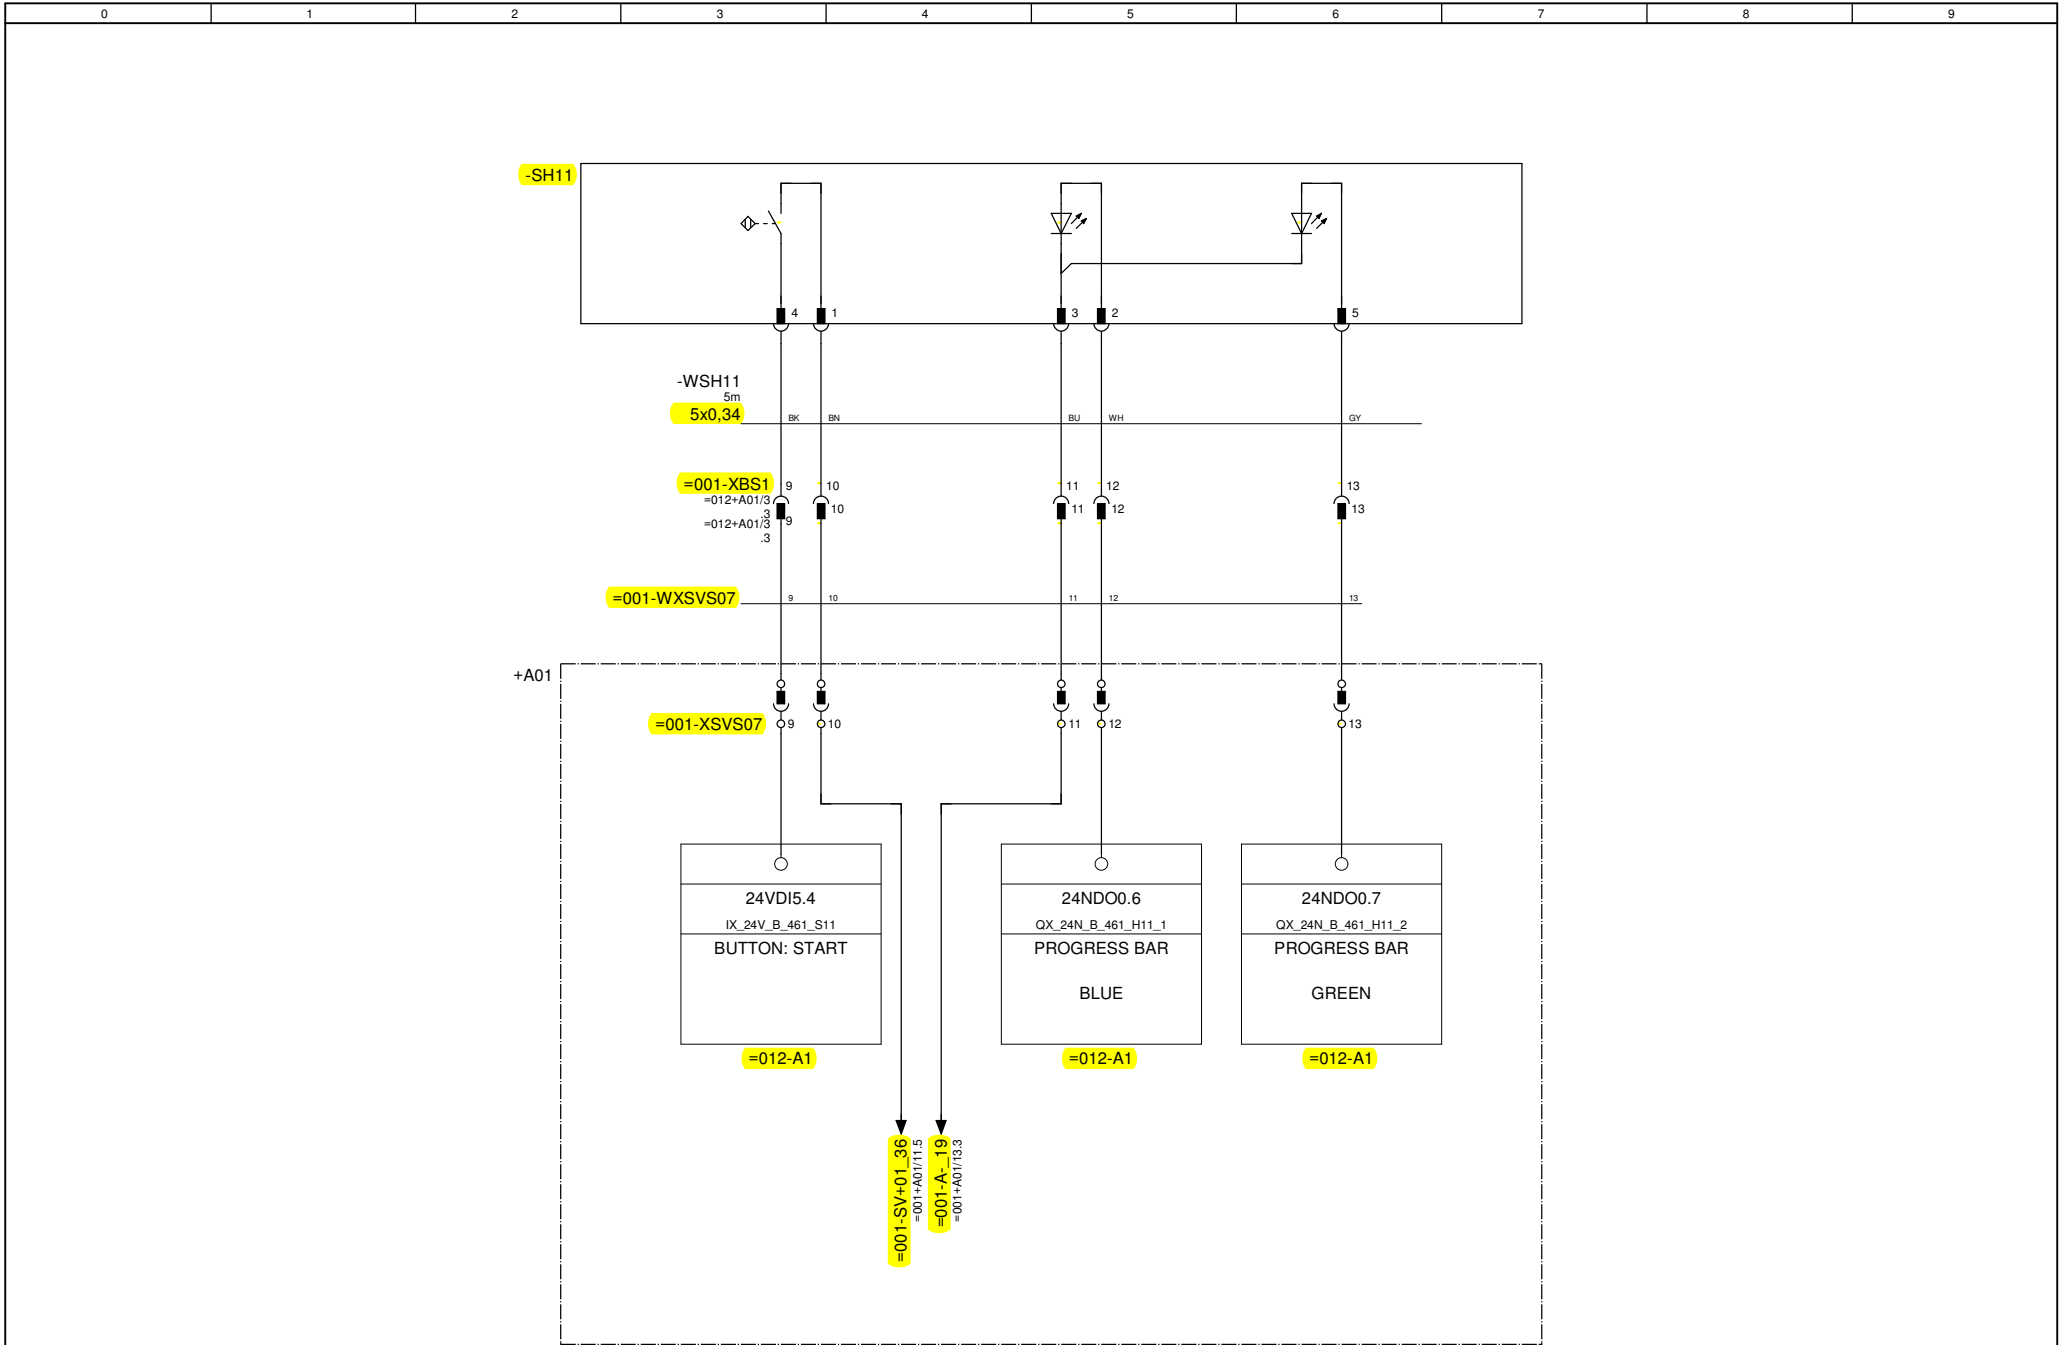 0 1 2 3 4 5 6 7 8 9
-SH11
4 1 3 2 5
-WSH11
5m
5x0,34
BK BN BU WH GY
=001-XBS1
9 10 11 12 13
=012+A01/3
.3
10 11 12 13
9
=012+A01/3
.3
=001-WXSVS07
9 10 11 12 13
+A01
=001-XSVS07
9 10 11 12 13
24VDI5.4
IX_24V_B_461_S11
BUTTON: START
=012-A1
24NDO0.6
QX_24N_B_461_H11_1
PROGRESS BAR
BLUE
=012-A1
24NDO0.7
QX_24N_B_461_H11_2
PROGRESS BAR
GREEN
=012-A1
=001-SV+01_36
=001+A01/11.5
=001-A-_19
=001+A01/13.3